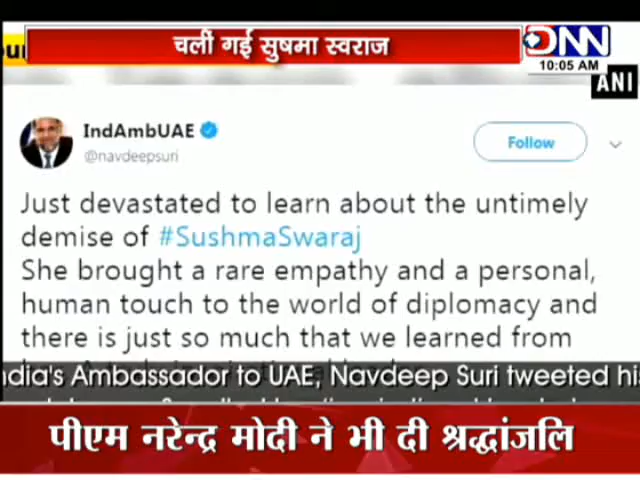 our
चली गई सुषमा स्वराज
DNN
10:05 AM
ANI
IndAmbUAE
@navdeepsuri
Follow
Just devastated to learn about the untimely
demise of #SushmaSwaraj
She brought a rare empathy and a personal,
human touch to the world of diplomacy and
there is just so much that we learned from
ndia's Ambassador to UAE, Navdeep Suri tweeted his
पीएम नरेन्द्र मोदी ने भी दी श्रद्धांजलि